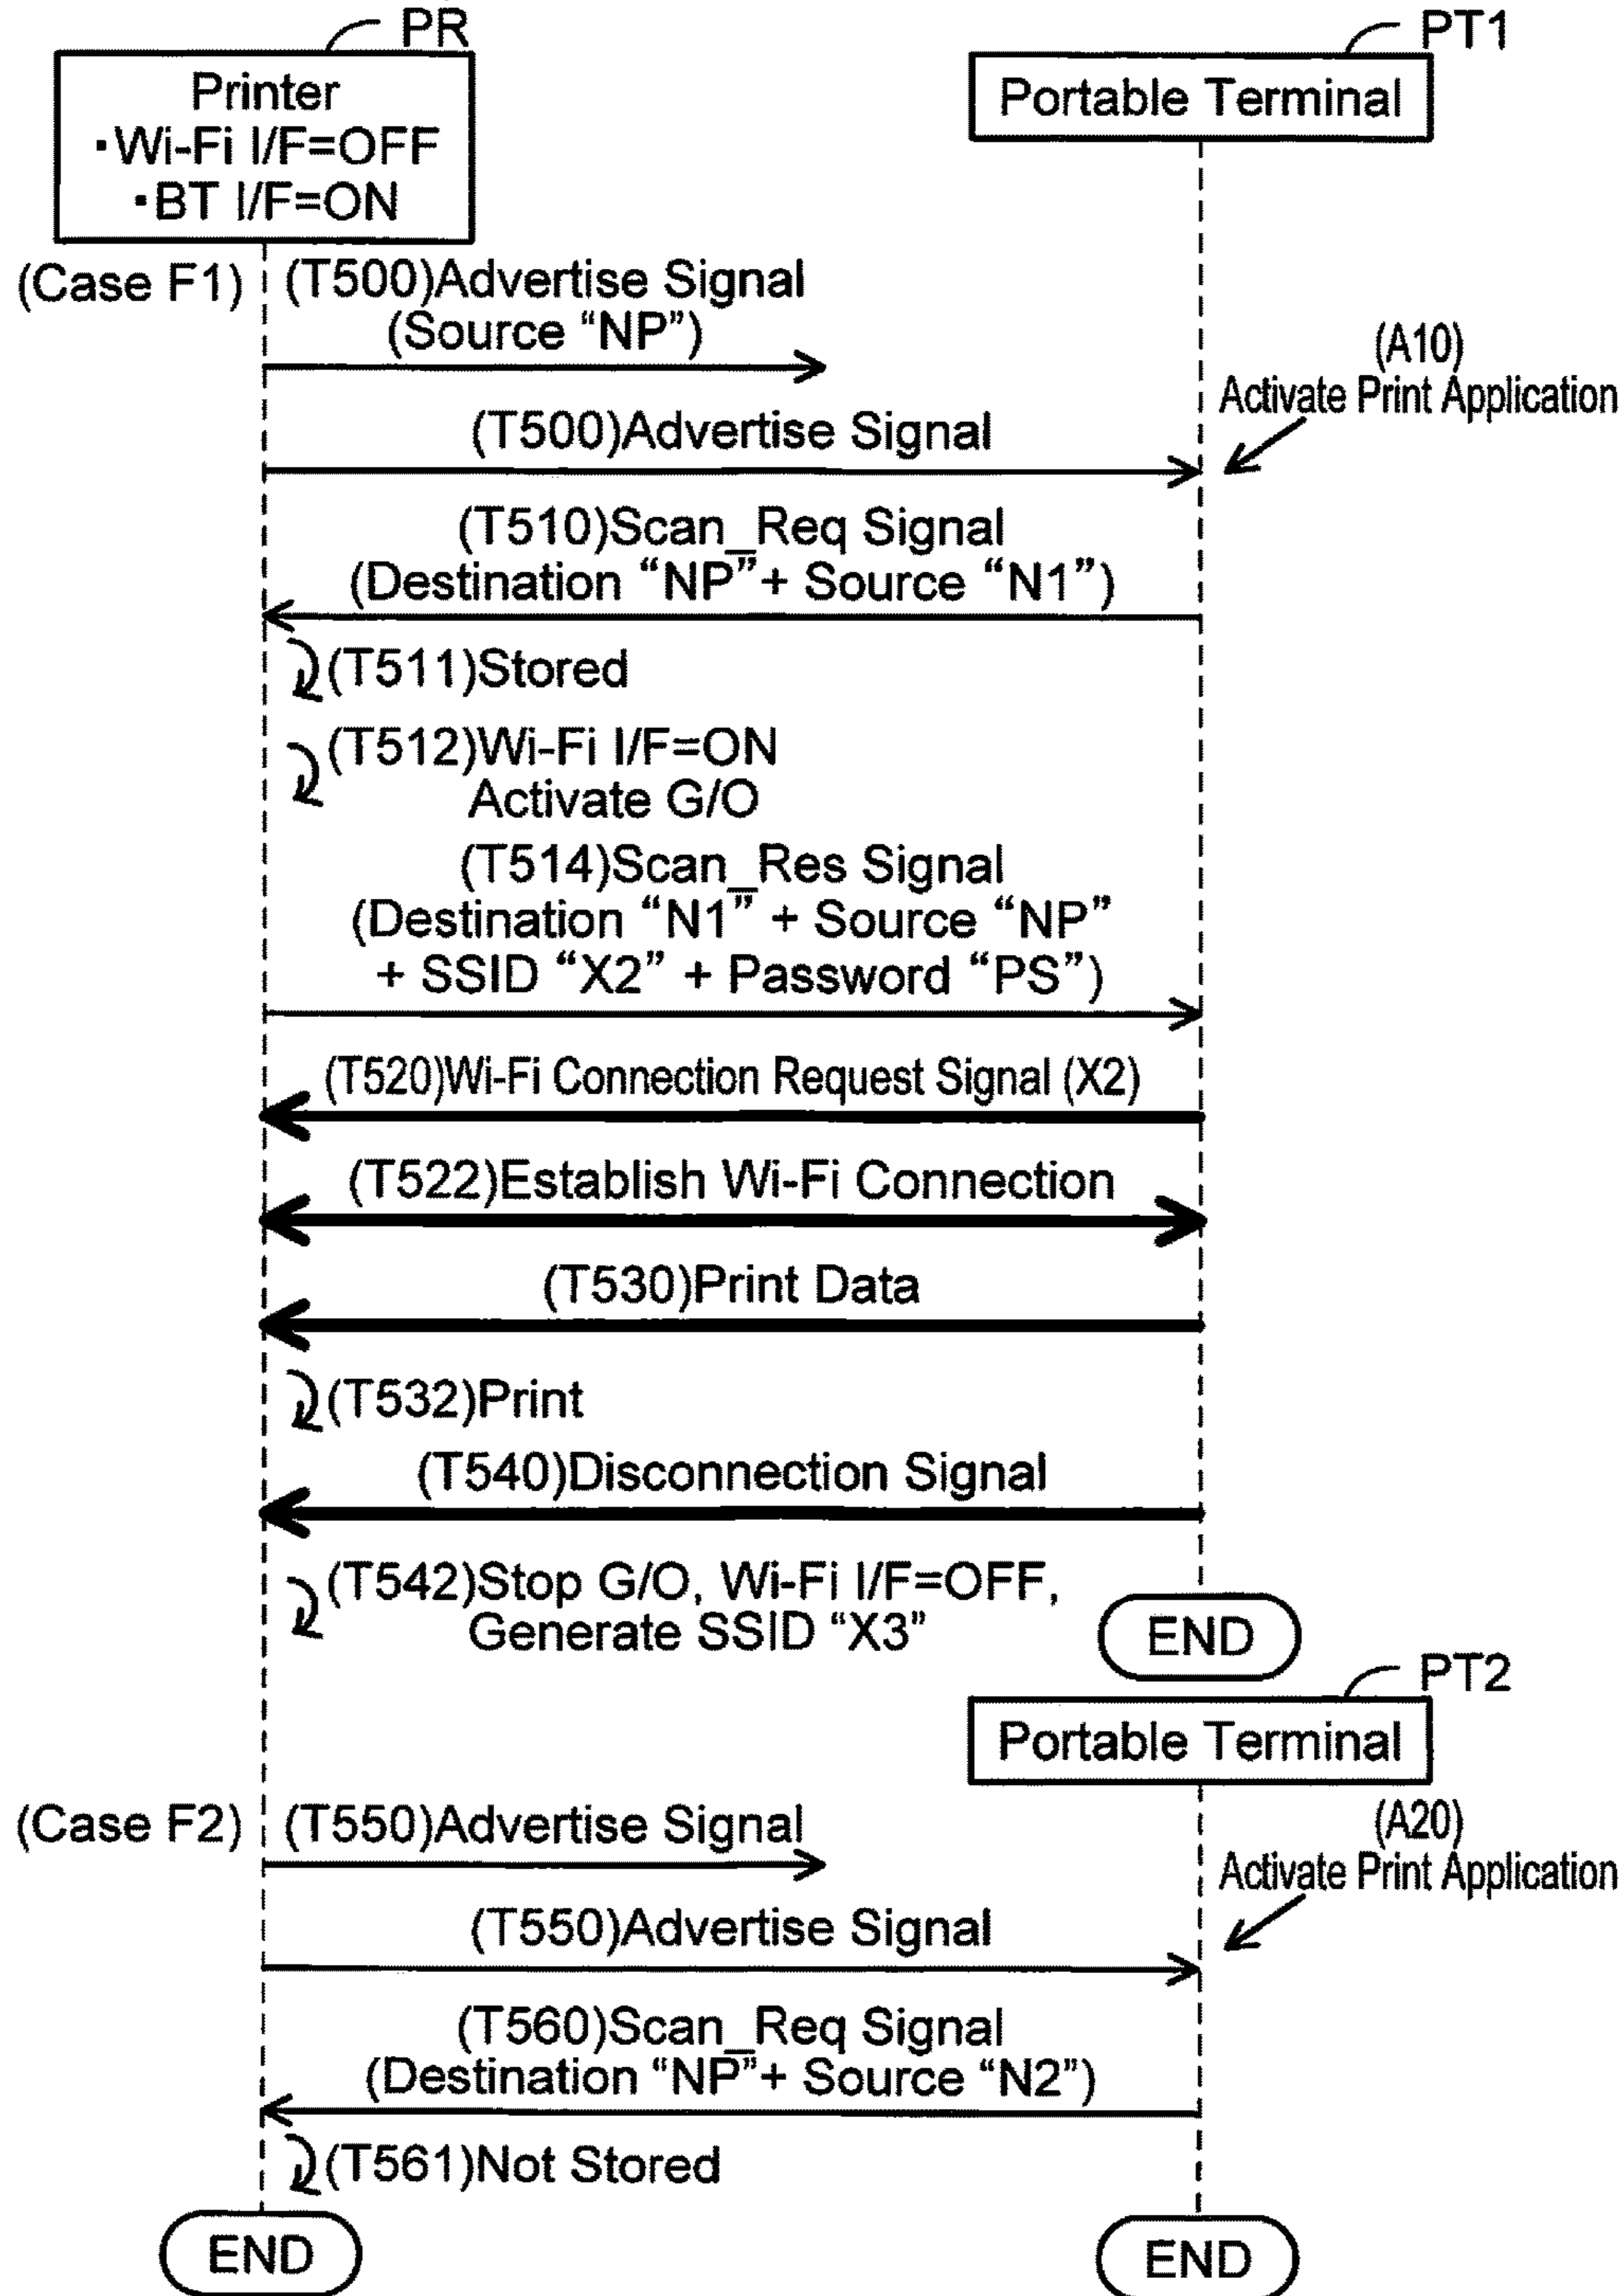 PR
Printer
・Wi-Fi I/F=OFF
・BT I/F=ON
PT1
Portable Terminal
(Case F1)
(T500)Advertise Signal
(Source “NP”)
(A10)
Activate Print Application
(T500)Advertise Signal
(T510)Scan_Req Signal
(Destination “NP”+ Source “N1”)
(T511)Stored
(T512)Wi-Fi I/F=ON
Activate G/O
(T514)Scan_Res Signal
(Destination “N1” + Source “NP”
+ SSID “X2” + Password “PS”)
(T520)Wi-Fi Connection Request Signal (X2)
(T522)Establish Wi-Fi Connection
(T530)Print Data
(T532)Print
(T540)Disconnection Signal
(T542)Stop G/O, Wi-Fi I/F=OFF,
Generate SSID “X3”
END
PT2
Portable Terminal
(Case F2)
(T550)Advertise Signal
(A20)
Activate Print Application
(T550)Advertise Signal
(T560)Scan_Req Signal
(Destination “NP”+ Source “N2”)
(T561)Not Stored
END
END